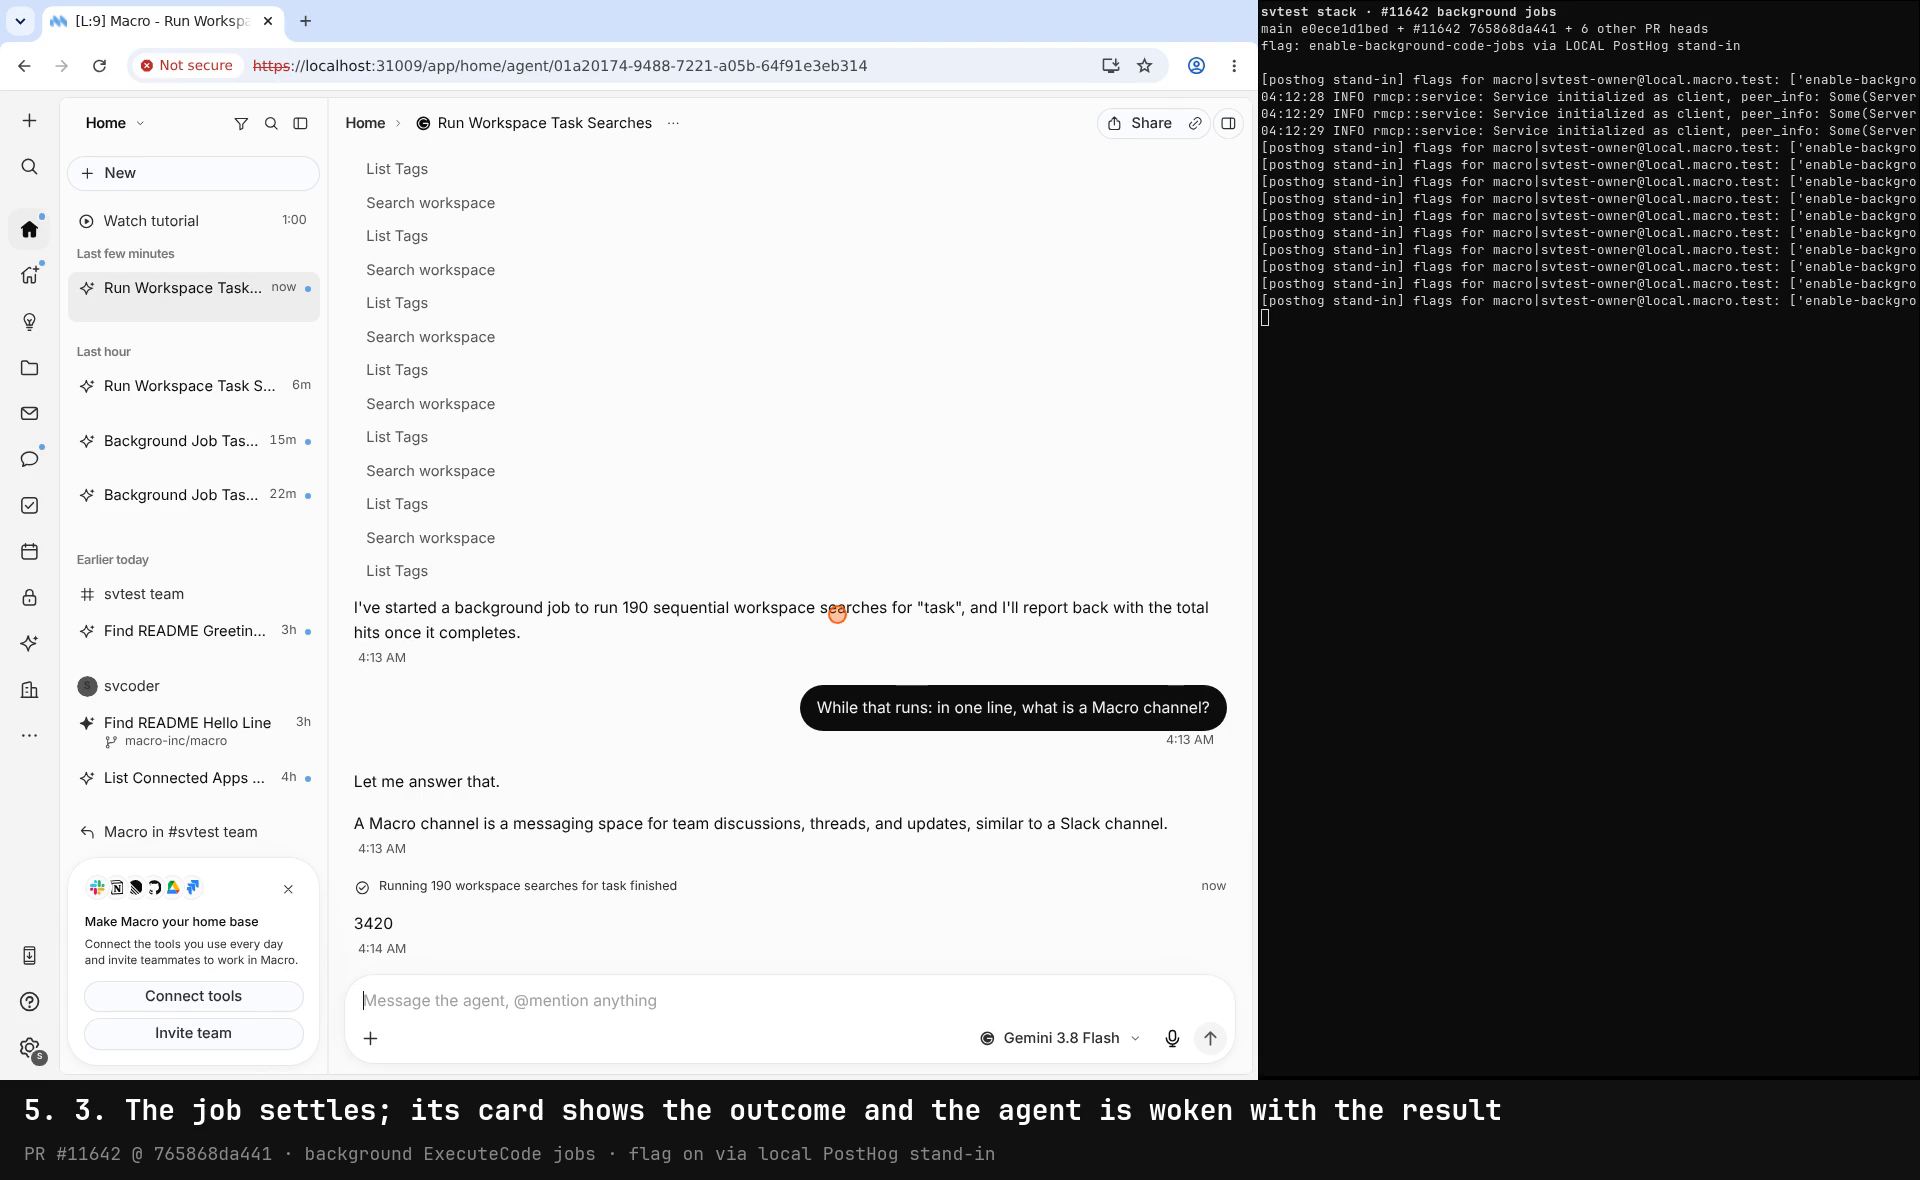 [L:9] Macro - Run Workspa
Not secure
https://localhost:31009/app/home/agent/01a20174-9488-7221-a05b-64f91e3eb314
Home
New
Watch tutorial 1:00
Last few minutes
Run Workspace Task... now
Last hour
Run Workspace Task S... 6m
Background Job Tas... 15m
Background Job Tas... 22m
Earlier today
svtest team
Find README Greetin... 3h
S svcoder
Find README Hello Line 3h
macro-inc/macro
List Connected Apps ... 4h
Macro in #svtest team
Make Macro your home base
Connect the tools you use every day
and invite teammates to work in Macro.
Connect tools
Invite team
S
Home Run Workspace Task Searches ...
Share
List Tags
Search workspace
List Tags
Search workspace
List Tags
Search workspace
List Tags
Search workspace
List Tags
Search workspace
List Tags
Search workspace
List Tags
I've started a background job to run 190 sequential workspace searches for "task", and I'll report back with the total
hits once it completes.
4:13 AM
While that runs: in one line, what is a Macro channel?
4:13 AM
Let me answer that.
A Macro channel is a messaging space for team discussions, threads, and updates, similar to a Slack channel.
4:13 AM
Running 190 workspace searches for task finished now
3420
4:14 AM
Message the agent, @mention anything
Gemini 3.8 Flash
svtest stack · #11642 background jobs
main e0ece1d1bed + #11642 765868da441 + 6 other PR heads
flag: enable-background-code-jobs via LOCAL PostHog stand-in
[posthog stand-in] flags for macro|svtest-owner@local.macro.test: ['enable-backgro
04:12:28 INFO rmcp::service: Service initialized as client, peer_info: Some(Server
04:12:29 INFO rmcp::service: Service initialized as client, peer_info: Some(Server
04:12:29 INFO rmcp::service: Service initialized as client, peer_info: Some(Server
[posthog stand-in] flags for macro|svtest-owner@local.macro.test: ['enable-backgro
[posthog stand-in] flags for macro|svtest-owner@local.macro.test: ['enable-backgro
[posthog stand-in] flags for macro|svtest-owner@local.macro.test: ['enable-backgro
[posthog stand-in] flags for macro|svtest-owner@local.macro.test: ['enable-backgro
[posthog stand-in] flags for macro|svtest-owner@local.macro.test: ['enable-backgro
[posthog stand-in] flags for macro|svtest-owner@local.macro.test: ['enable-backgro
[posthog stand-in] flags for macro|svtest-owner@local.macro.test: ['enable-backgro
[posthog stand-in] flags for macro|svtest-owner@local.macro.test: ['enable-backgro
[posthog stand-in] flags for macro|svtest-owner@local.macro.test: ['enable-backgro
[posthog stand-in] flags for macro|svtest-owner@local.macro.test: ['enable-backgro
5. 3. The job settles; its card shows the outcome and the agent is woken with the result
PR #11642 @ 765868da441 · background ExecuteCode jobs · flag on via local PostHog stand-in